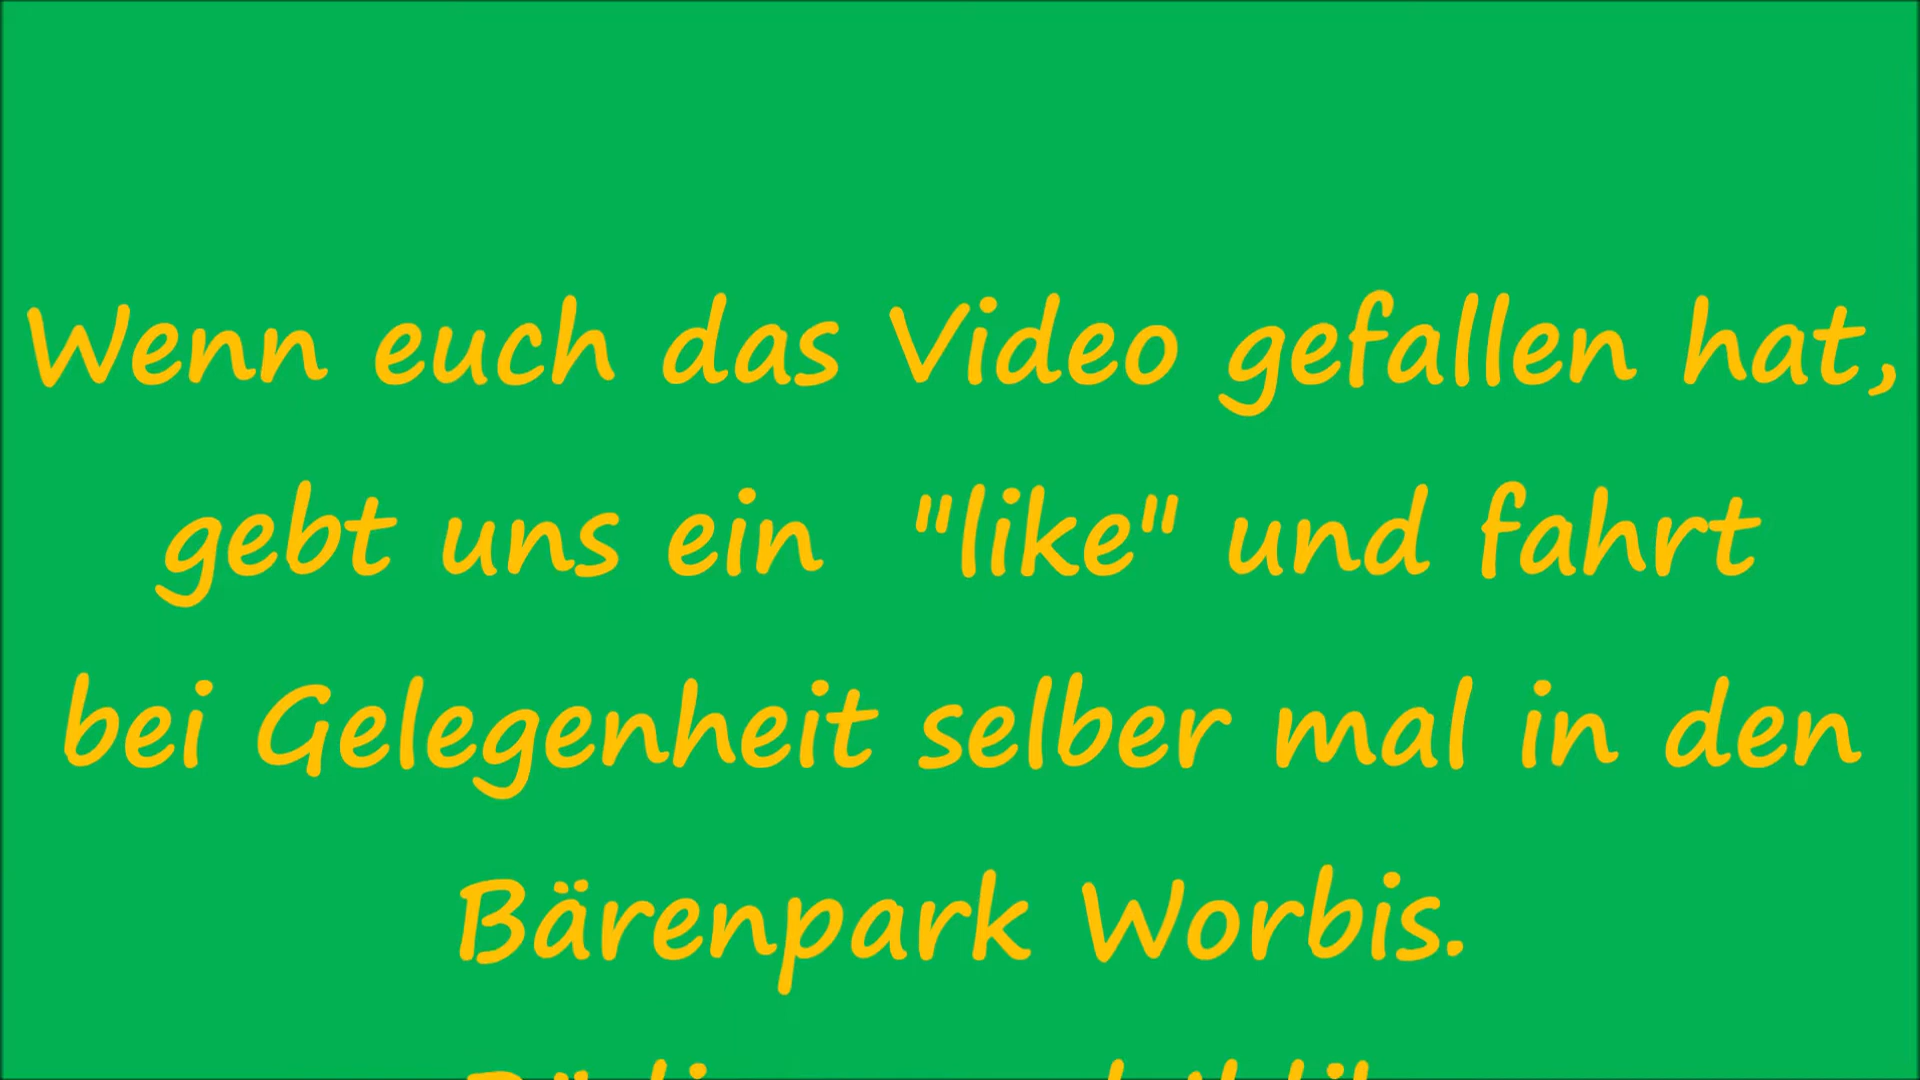 Wenn euch das Video gefallen hat,
gebt uns ein "like" und fahrt
bei Gelegenheit selber mal in den
Bärenpark Worbis.